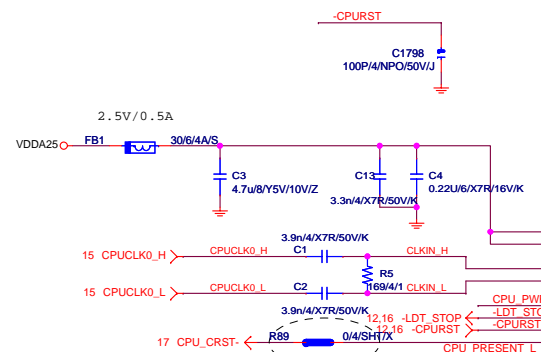 -CPURST
C1798
100P/4/NPO/50V/J
2.5V/0.5A
VDDA25 FB1 30/6/4A/S
C3
4.7u/8/Y5V/10V/Z
C13
3.3n/4/X7R/50V/K
C4
0.22U/6/X7R/16V/K
3.9n/4/X7R/50V/K
15 CPUCLK0_H CPUCLK0_H C1 CLKIN_H
R5
169/4/1
15 CPUCLK0_L CPUCLK0_L C2 CLKIN_L
3.9n/4/X7R/50V/K
CPU_PW
12,16 -LDT_STOP -LDT_STO
12,16 -CPURST -CPURST
17 CPU_CRST- R89 0/4/SHT/X
CPU_PRESENT_L